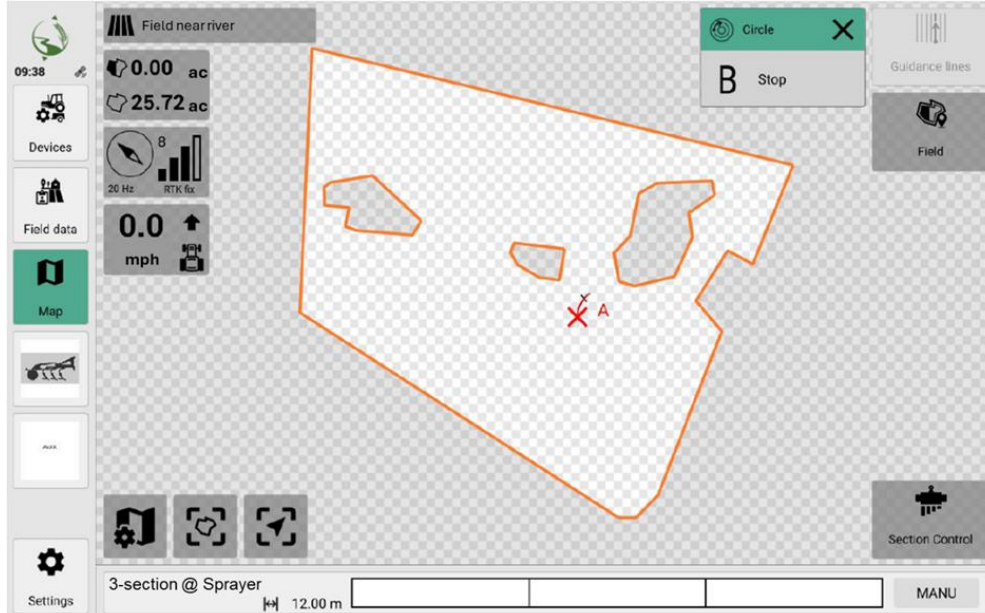 Field near river
Circle
B Stop
Guidance lines
09:38
0.00 ac
25.72 ac
Devices
8
20 Hz RTK fix
Field
Field data
0.0
mph
Map
A
AUX
Section Control
Settings
3-section @ Sprayer
12.00 m
MANU